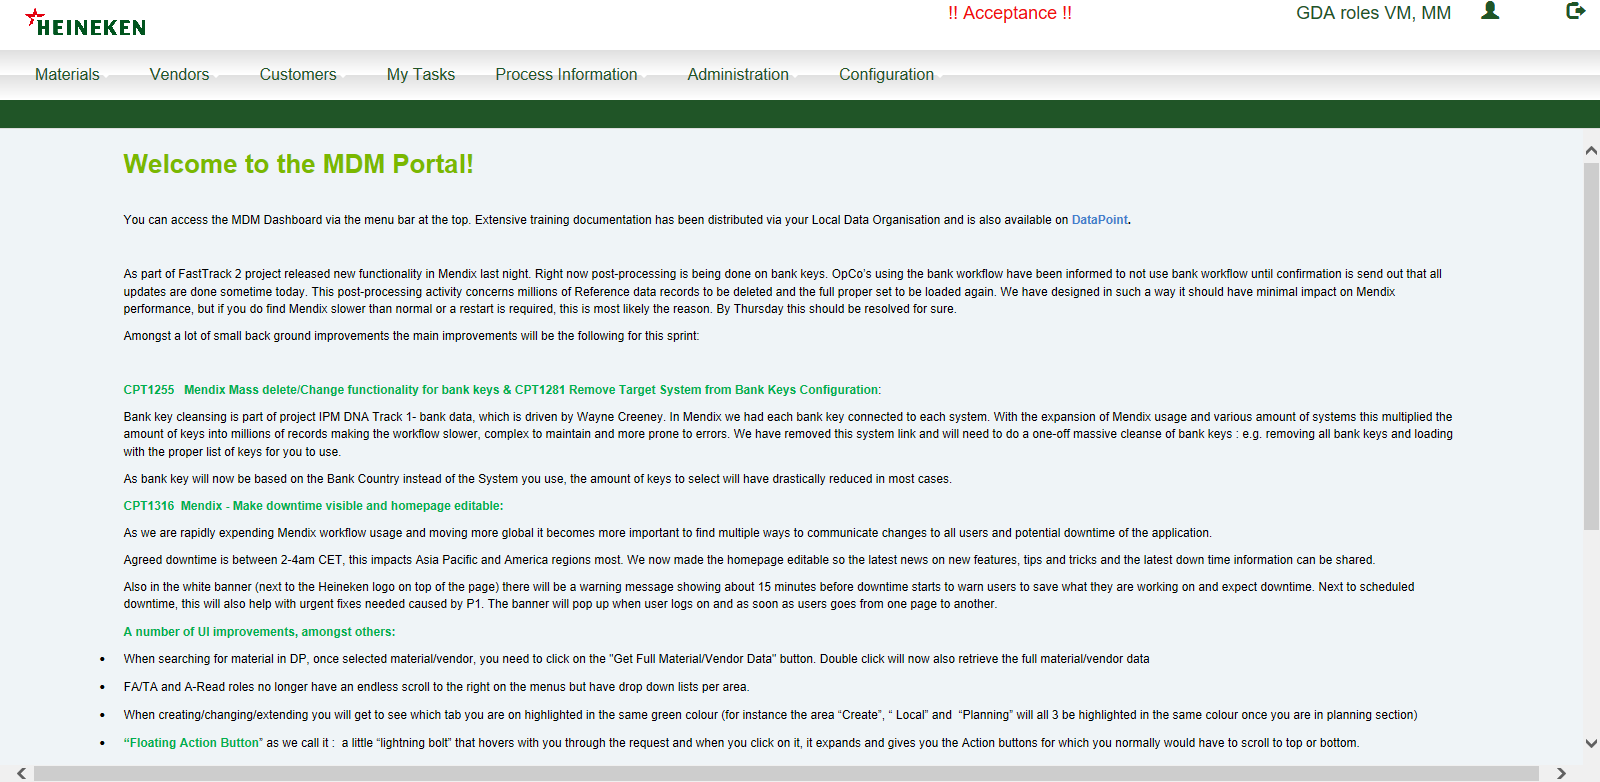 HEINEKEN
!! Acceptance !!
GDA roles VM, MM
Materials Vendors Customers My Tasks Process Information Administration Configuration
Welcome to the MDM Portal!
You can access the MDM Dashboard via the menu bar at the top. Extensive training documentation has been distributed via your Local Data Organisation and is also available on DataPoint.
As part of FastTrack 2 project released new functionality in Mendix last night. Right now post-processing is being done on bank keys. OpCo's using the bank workflow have been informed to not use bank workflow until confirmation is send out that all
updates are done sometime today. This post-processing activity concerns millions of Reference data records to be deleted and the full proper set to be loaded again. We have designed in such a way it should have minimal impact on Mendix
performance, but if you do find Mendix slower than normal or a restart is required, this is most likely the reason. By Thursday this should be resolved for sure.
Amongst a lot of small back ground improvements the main improvements will be the following for this sprint:
CPT1255 Mendix Mass delete/Change functionality for bank keys & CPT1281 Remove Target System from Bank Keys Configuration:
Bank key cleansing is part of project IPM DNA Track 1- bank data, which is driven by Wayne Creeney. In Mendix we had each bank key connected to each system. With the expansion of Mendix usage and various amount of systems this multiplied the
amount of keys into millions of records making the workflow slower, complex to maintain and more prone to errors. We have removed this system link and will need to do a one-off massive cleanse of bank keys : e.g. removing all bank keys and loading
with the proper list of keys for you to use.
As bank key will now be based on the Bank Country instead of the System you use, the amount of keys to select will have drastically reduced in most cases.
CPT1316 Mendix - Make downtime visible and homepage editable:
As we are rapidly expending Mendix workflow usage and moving more global it becomes more important to find multiple ways to communicate changes to all users and potential downtime of the application.
Agreed downtime is between 2-4am CET, this impacts Asia Pacific and America regions most. We now made the homepage editable so the latest news on new features, tips and tricks and the latest down time information can be shared.
Also in the white banner (next to the Heineken logo on top of the page) there will be a warning message showing about 15 minutes before downtime starts to warn users to save what they are working on and expect downtime. Next to scheduled
downtime, this will also help with urgent fixes needed caused by P1. The banner will pop up when user logs on and as soon as users goes from one page to another.
A number of UI improvements, amongst others:
• When searching for material in DP, once selected material/vendor, you need to click on the "Get Full Material/Vendor Data" button. Double click will now also retrieve the full material/vendor data
• FA/TA and A-Read roles no longer have an endless scroll to the right on the menus but have drop down lists per area.
• When creating/changing/extending you will get to see which tab you are on highlighted in the same green colour (for instance the area “Create”, “ Local” and “Planning” will all 3 be highlighted in the same colour once you are in planning section)
• “Floating Action Button” as we call it : a little “lightning bolt” that hovers with you through the request and when you click on it, it expands and gives you the Action buttons for which you normally would have to scroll to top or bottom.